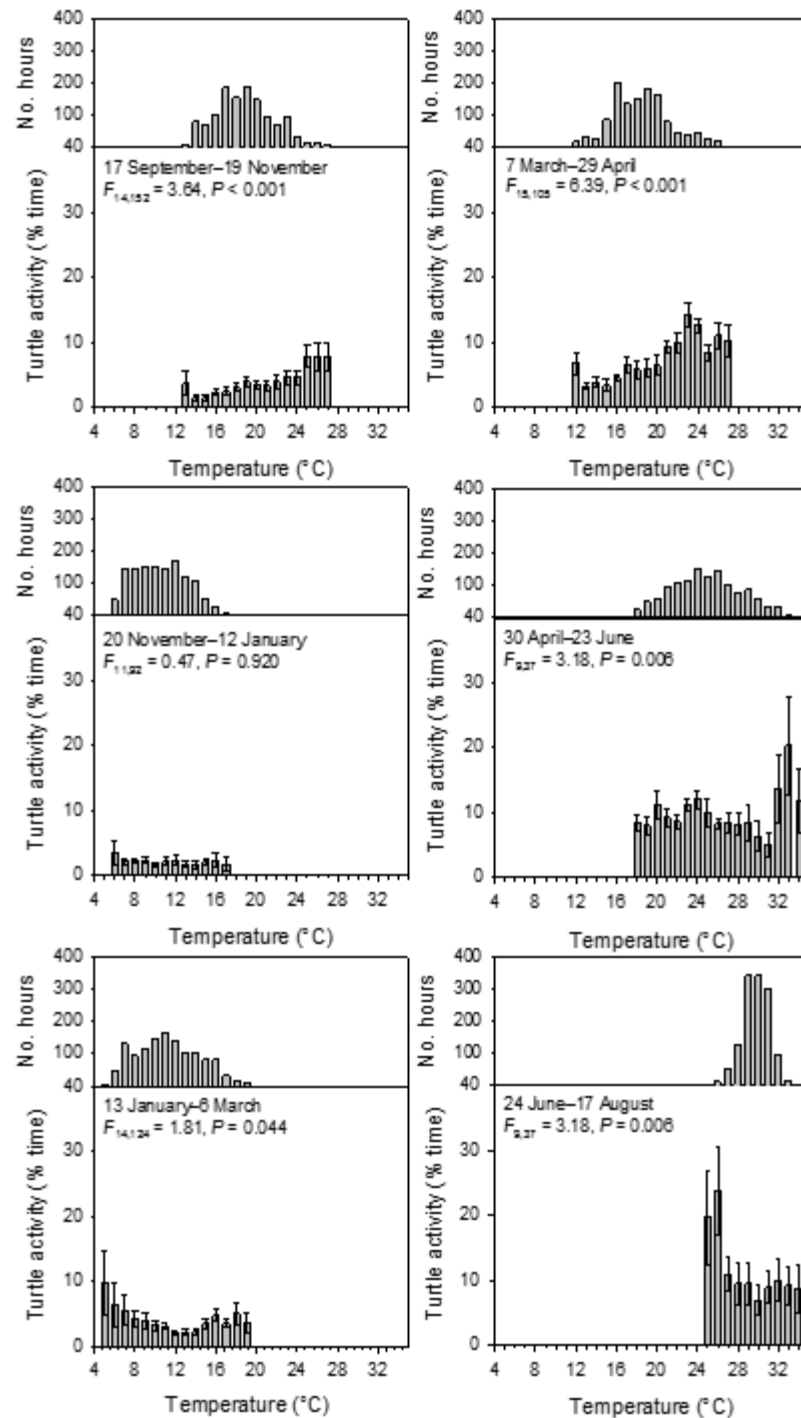 No. hours
400
300
200
100
40
17 September–19 November
F14,152 = 3.64, P < 0.001
Turtle activity (% time)
30
20
10
0
4 8 12 16 20 24 28 32
Temperature (°C)
No. hours
400
300
200
100
40
7 March–29 April
F15,105 = 6.39, P < 0.001
Turtle activity (% time)
30
20
10
0
4 8 12 16 20 24 28 32
Temperature (°C)
No. hours
400
300
200
100
40
20 November–12 January
F11,92 = 0.47, P = 0.920
Turtle activity (% time)
30
20
10
0
4 8 12 16 20 24 28 32
Temperature (°C)
No. hours
400
300
200
100
40
30 April–23 June
F9,37 = 3.18, P = 0.006
Turtle activity (% time)
30
20
10
0
4 8 12 16 20 24 28 32
Temperature (°C)
No. hours
400
300
200
100
40
13 January–6 March
F14,124 = 1.81, P = 0.044
Turtle activity (% time)
30
20
10
0
4 8 12 16 20 24 28 32
Temperature (°C)
No. hours
400
300
200
100
40
24 June–17 August
F9,37 = 3.18, P = 0.006
Turtle activity (% time)
30
20
10
0
4 8 12 16 20 24 28 32
Temperature (°C)